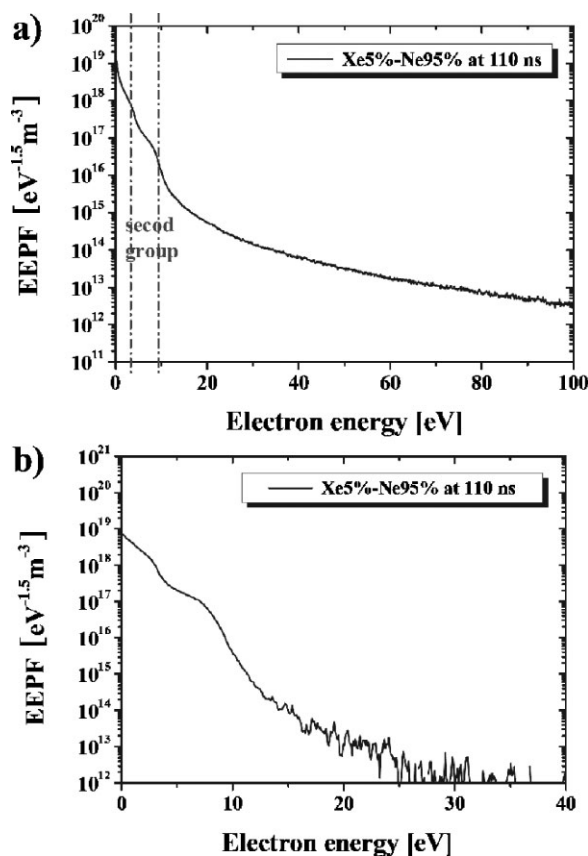 a)
10^20
10^19
10^18
10^17
10^16
10^15
10^14
10^13
10^12
10^11
EEPF [eV^-1.5 m^-3]
Xe5%-Ne95% at 110 ns
secod
group
0 20 40 60 80 100
Electron energy [eV]
b)
10^21
10^20
10^19
10^18
10^17
10^16
10^15
10^14
10^13
10^12
EEPF [eV^-1.5 m^-3]
Xe5%-Ne95% at 110 ns
0 10 20 30 40
Electron energy [eV]